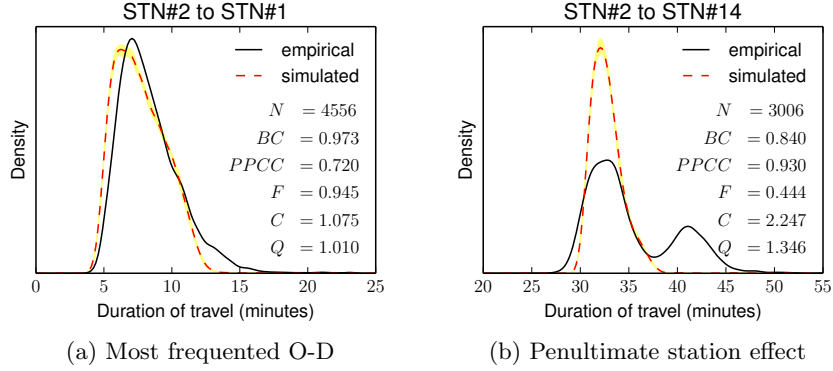 STN#2 to STN#1
empirical
simulated
N = 4556
BC = 0.973
PPCC = 0.720
F = 0.945
C = 1.075
Q = 1.010
Density
0 5 10 15 20 25
Duration of travel (minutes)
(a) Most frequented O-D
STN#2 to STN#14
empirical
simulated
N = 3006
BC = 0.840
PPCC = 0.930
F = 0.444
C = 2.247
Q = 1.346
Density
20 25 30 35 40 45 50 55
Duration of travel (minutes)
(b) Penultimate station effect